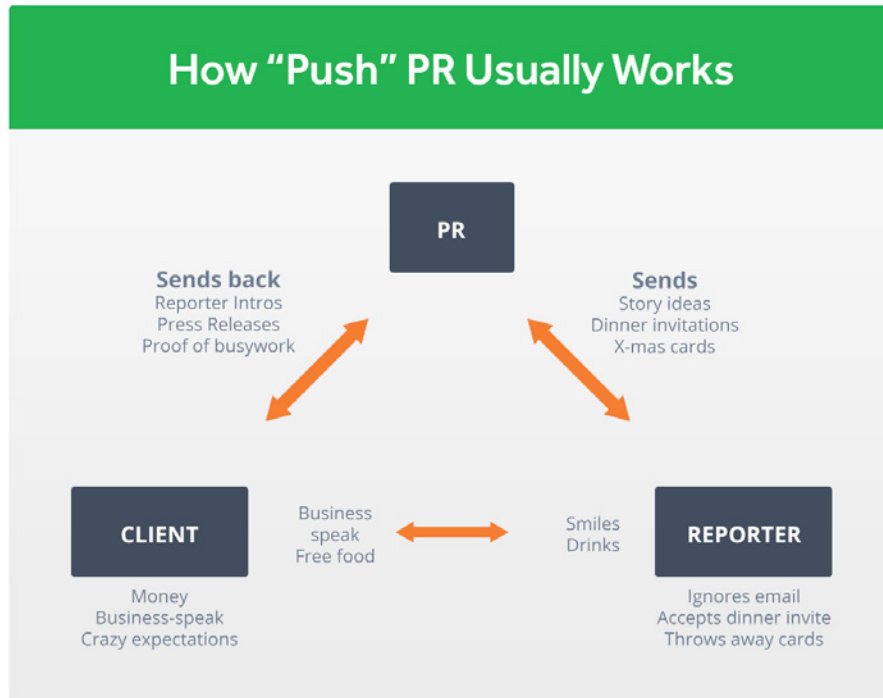 How “Push” PR Usually Works
PR
Sends back
Reporter Intros
Press Releases
Proof of busywork
Sends
Story ideas
Dinner invitations
X-mas cards
CLIENT
Business
speak
Free food
Smiles
Drinks
REPORTER
Money
Business-speak
Crazy expectations
Ignores email
Accepts dinner invite
Throws away cards